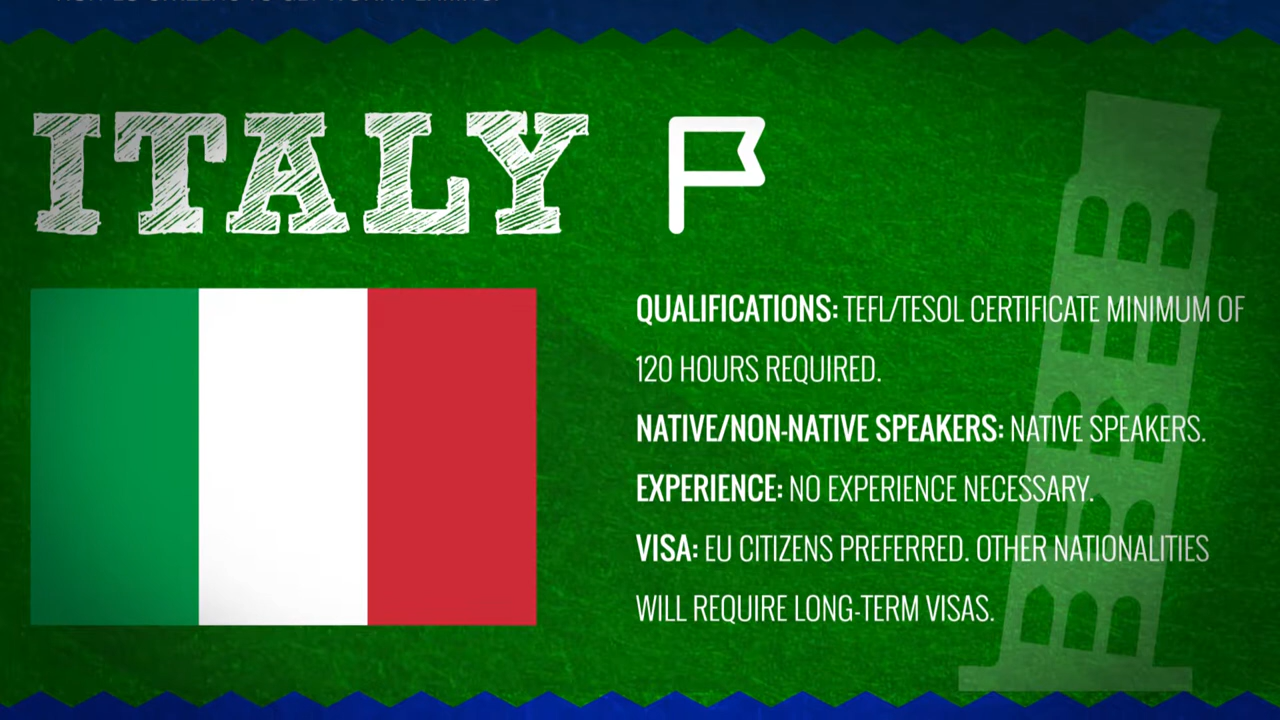 ITALY
QUALIFICATIONS: TEFL/TESOL CERTIFICATE MINIMUM OF
120 HOURS REQUIRED.
NATIVE/NON-NATIVE SPEAKERS: NATIVE SPEAKERS.
EXPERIENCE: NO EXPERIENCE NECESSARY.
VISA: EU CITIZENS PREFERRED. OTHER NATIONALITIES
WILL REQUIRE LONG-TERM VISAS.